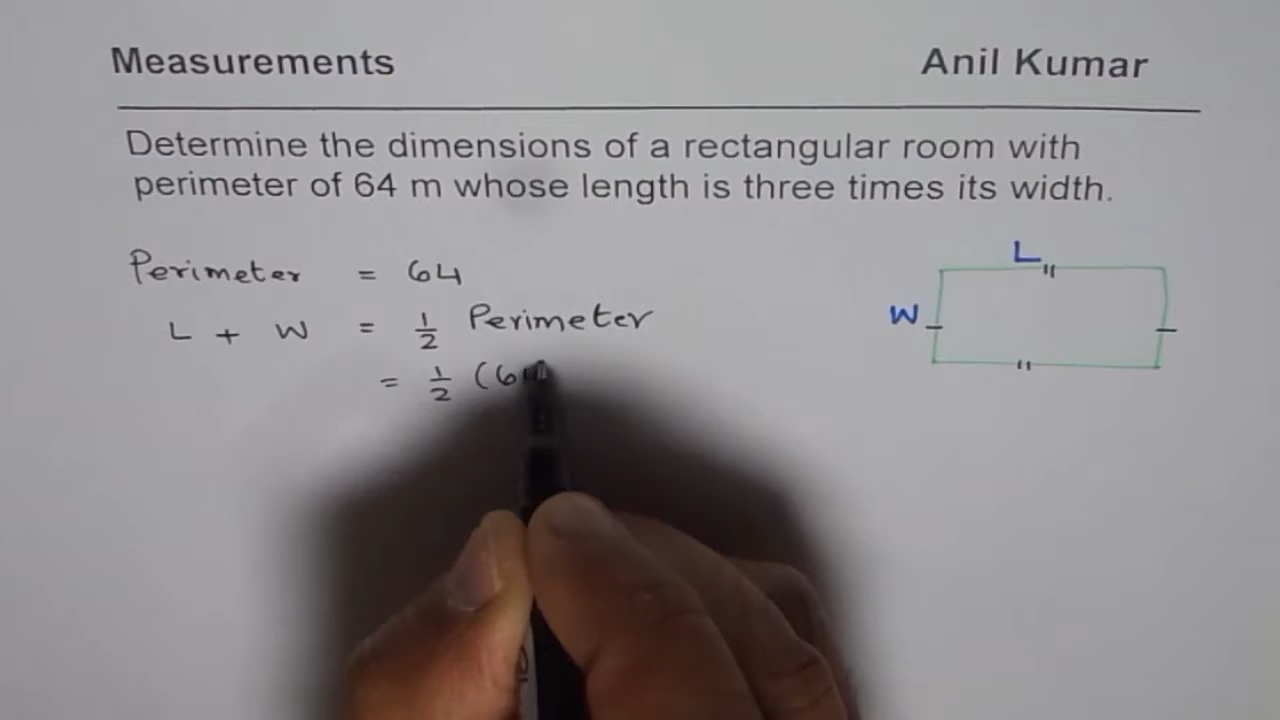 Measurements Anil Kumar
Determine the dimensions of a rectangular room with
perimeter of 64 m whose length is three times its width.
Perimeter = 64
L + W = 1/2 Perimeter
= 1/2 (64
L
W